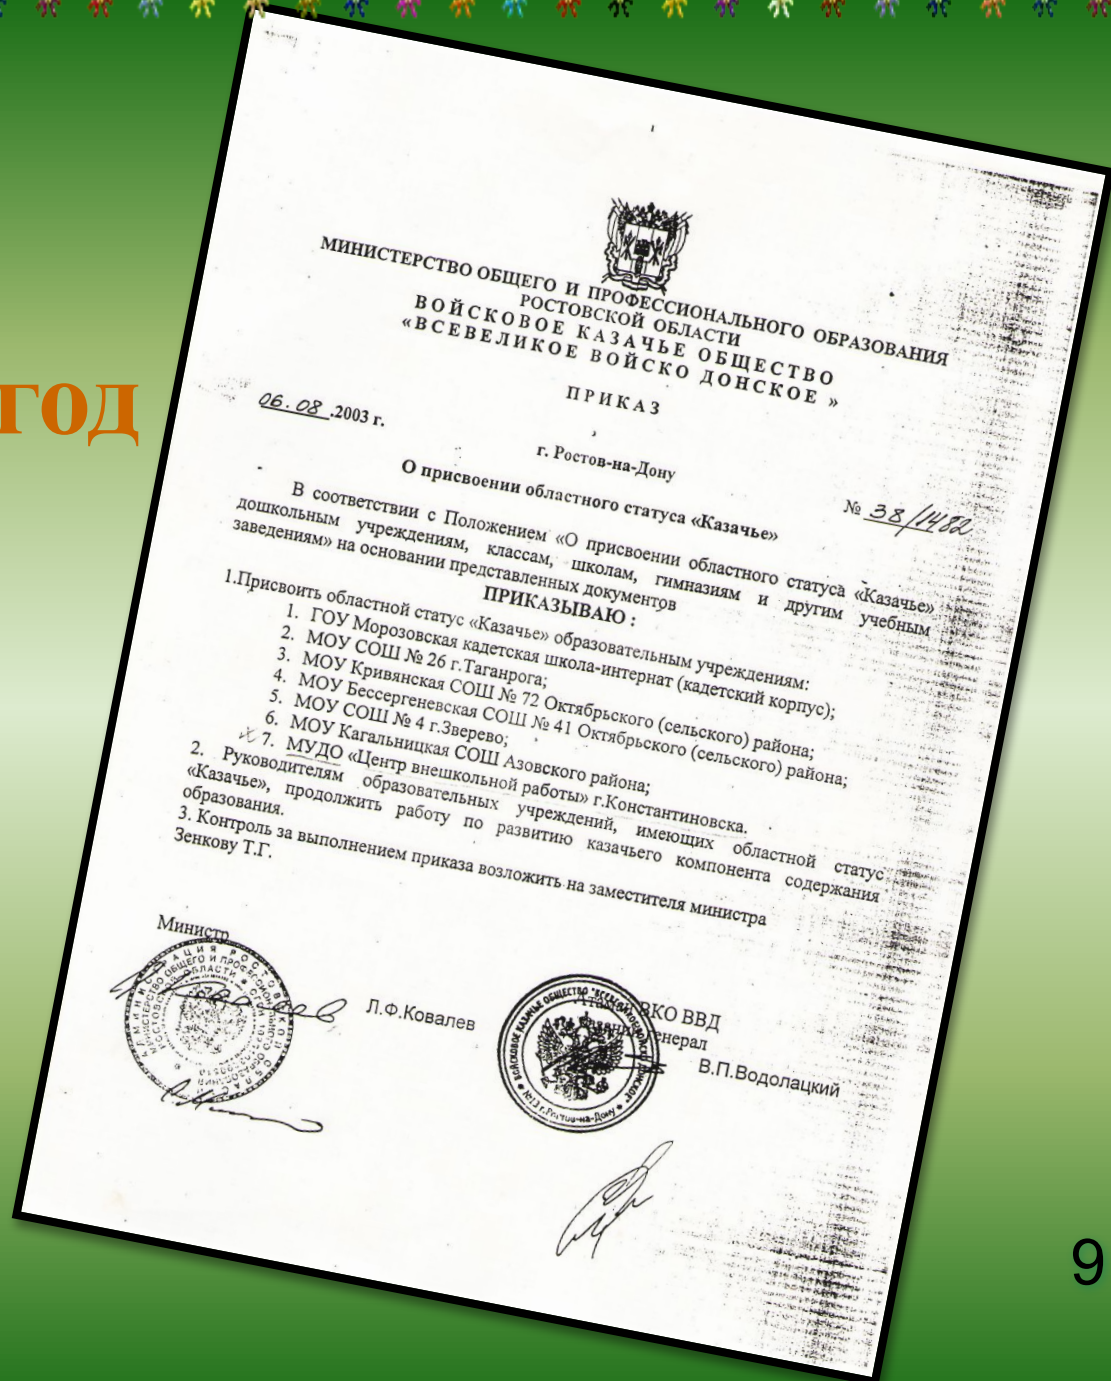 год
МИНИСТЕРСТВО ОБЩЕГО И ПРОФЕССИОНАЛЬНОГО ОБРАЗОВАНИЯ
РОСТОВСКОЙ ОБЛАСТИ
ВОЙСКОВОЕ КАЗАЧЬЕ ОБЩЕСТВО
«ВСЕВЕЛИКОЕ ВОЙСКО ДОНСКОЕ »
ПРИКАЗ
06.08.2003 г.
г. Ростов-на-Дону
№ 38/1482
О присвоении областного статуса «Казачье»
В соответствии с Положением «О присвоении областного статуса «Казачье»
дошкольным учреждениям, классам, школам, гимназиям и другим учебным
заведениям» на основании представленных документов
ПРИКАЗЫВАЮ :
1.Присвоить областной статус «Казачье» образовательным учреждениям:
1. ГОУ Морозовская кадетская школа-интернат (кадетский корпус);
2. МОУ СОШ № 26 г.Таганрога;
3. МОУ Кривянская СОШ № 72 Октябрьского (сельского) района;
4. МОУ Бессергеневская СОШ № 41 Октябрьского (сельского) района;
5. МОУ СОШ № 4 г.Зверево;
6. МОУ Кагальницкая СОШ Азовского района;
7. МУДО «Центр внешкольной работы» г.Константиновска.
2. Руководителям образовательных учреждений, имеющих областной статус
«Казачье», продолжить работу по развитию казачьего компонента содержания
образования.
3. Контроль за выполнением приказа возложить на заместителя министра
Зенкову Т.Г.
Министр
Л.Ф.Ковалев
Атаман ВКО ВВД
генерал
В.П.Водолацкий
9